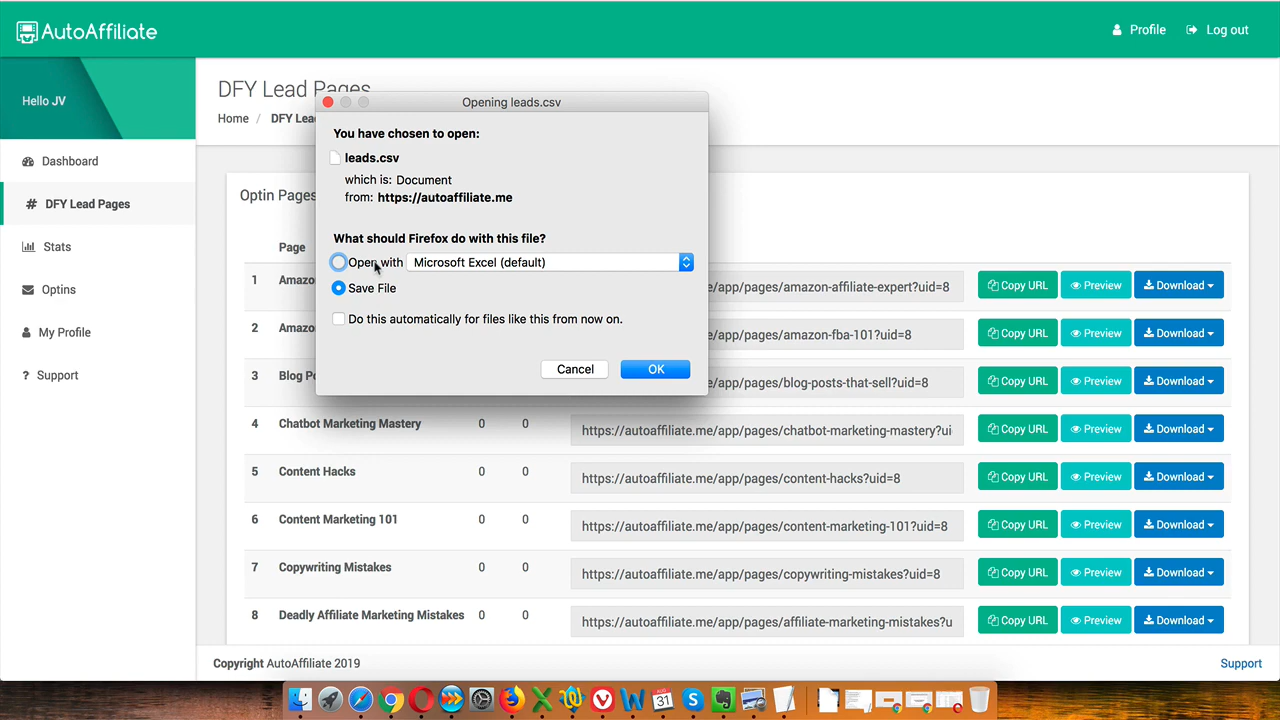 AutoAffiliate
Profile
Log out
Hello JV
Dashboard
# DFY Lead Pages
Stats
Optins
My Profile
? Support
DFY Lead Pages
Home / DFY Lea
Opening leads.csv
You have chosen to open:
leads.csv
which is: Document
from: https://autoaffiliate.me
What should Firefox do with this file?
Open with Microsoft Excel (default)
Save File
Do this automatically for files like this from now on.
Cancel OK
Optin Pages
Page
1 Amazo /app/pages/amazon-affiliate-expert?uid=8 Copy URL Preview Download
2 Amazo /app/pages/amazon-fba-101?uid=8 Copy URL Preview Download
3 Blog Po /app/pages/blog-posts-that-sell?uid=8 Copy URL Preview Download
4 Chatbot Marketing Mastery 0 0 https://autoaffiliate.me/app/pages/chatbot-marketing-mastery?ui Copy URL Preview Download
5 Content Hacks 0 0 https://autoaffiliate.me/app/pages/content-hacks?uid=8 Copy URL Preview Download
6 Content Marketing 101 0 0 https://autoaffiliate.me/app/pages/content-marketing-101?uid=8 Copy URL Preview Download
7 Copywriting Mistakes 0 0 https://autoaffiliate.me/app/pages/copywriting-mistakes?uid=8 Copy URL Preview Download
8 Deadly Affiliate Marketing Mistakes 0 0 https://autoaffiliate.me/app/pages/affiliate-marketing-mistakes?u Copy URL Preview Download
Copyright AutoAffiliate 2019
Support
31